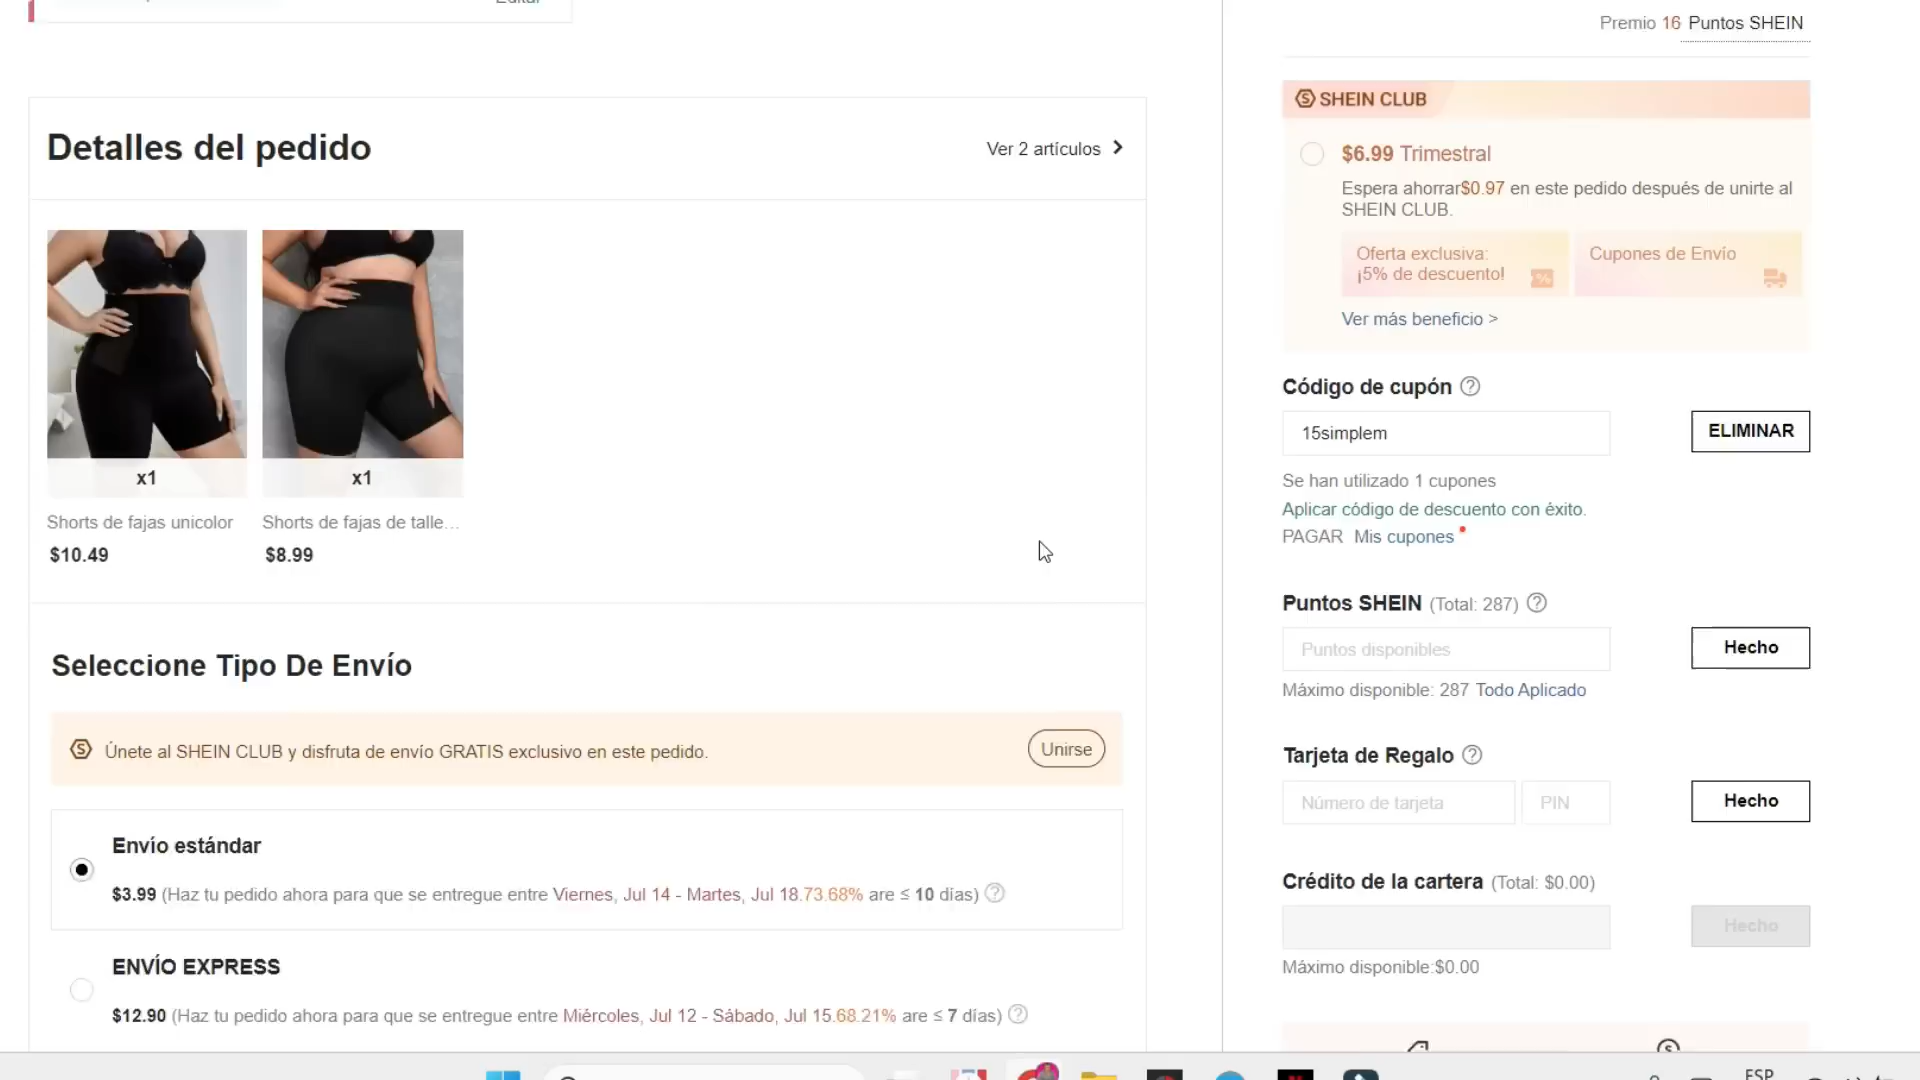 Premio 16 Puntos SHEIN
Detalles del pedido
Ver 2 artículos >
x1
x1
Shorts de fajas unicolor
Shorts de fajas de talle...
$10.49
$8.99
Seleccione Tipo De Envío
Únete al SHEIN CLUB y disfruta de envío GRATIS exclusivo en este pedido.
Unirse
Envío estándar
$3.99 (Haz tu pedido ahora para que se entregue entre Viernes, Jul 14 - Martes, Jul 18.73.68% are ≤ 10 días)
ENVÍO EXPRESS
$12.90 (Haz tu pedido ahora para que se entregue entre Miércoles, Jul 12 - Sábado, Jul 15.68.21% are ≤ 7 días)
SHEIN CLUB
$6.99 Trimestral
Espera ahorrar$0.97 en este pedido después de unirte al
SHEIN CLUB.
Oferta exclusiva:
¡5% de descuento!
Cupones de Envío
Ver más beneficio >
Código de cupón
15simplem
ELIMINAR
Se han utilizado 1 cupones
Aplicar código de descuento con éxito.
PAGAR Mis cupones
Puntos SHEIN (Total: 287)
Puntos disponibles
Hecho
Máximo disponible: 287 Todo Aplicado
Tarjeta de Regalo
Número de tarjeta
PIN
Hecho
Crédito de la cartera (Total: $0.00)
Hecho
Máximo disponible:$0.00
ESP